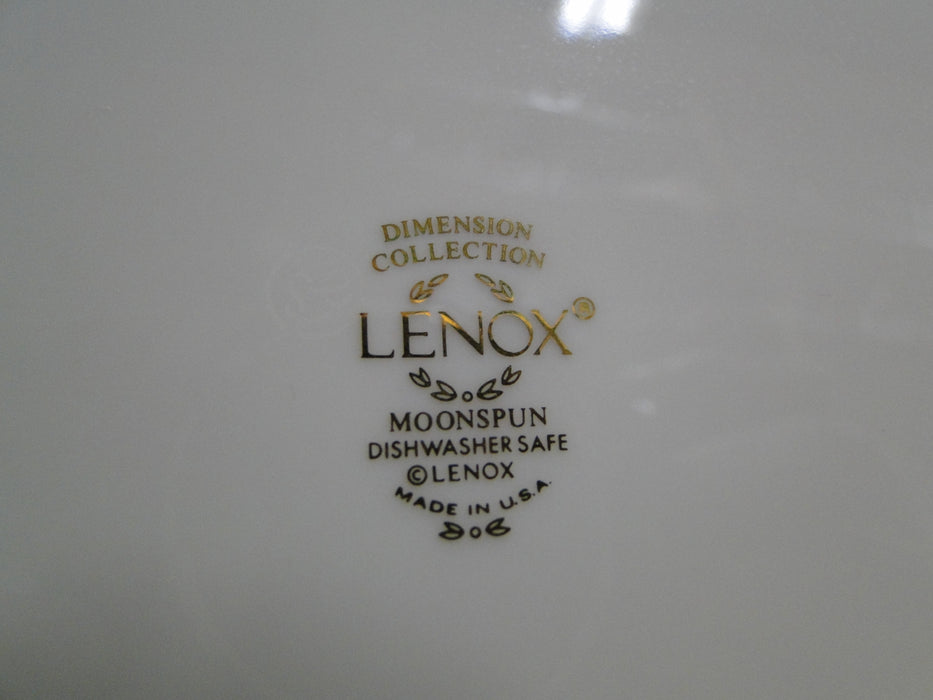 DIMENSION
COLLECTION
LENOX®
MOONSPUN
DISHWASHER SAFE
©LENOX
MADE IN U.S.A.